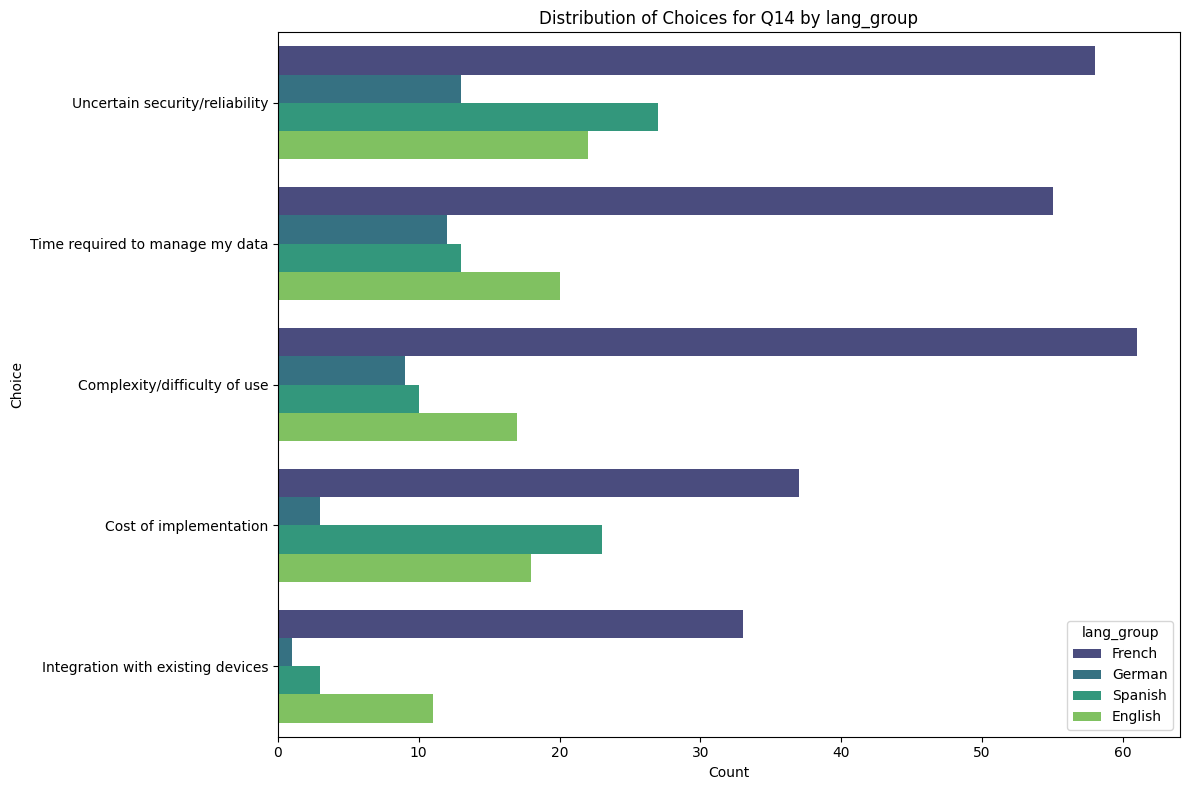 Distribution of Choices for Q14 by lang_group
Choice
Uncertain security/reliability
Time required to manage my data
Complexity/difficulty of use
Cost of implementation
Integration with existing devices
lang_group
French
German
Spanish
English
0 10 20 30 40 50 60
Count